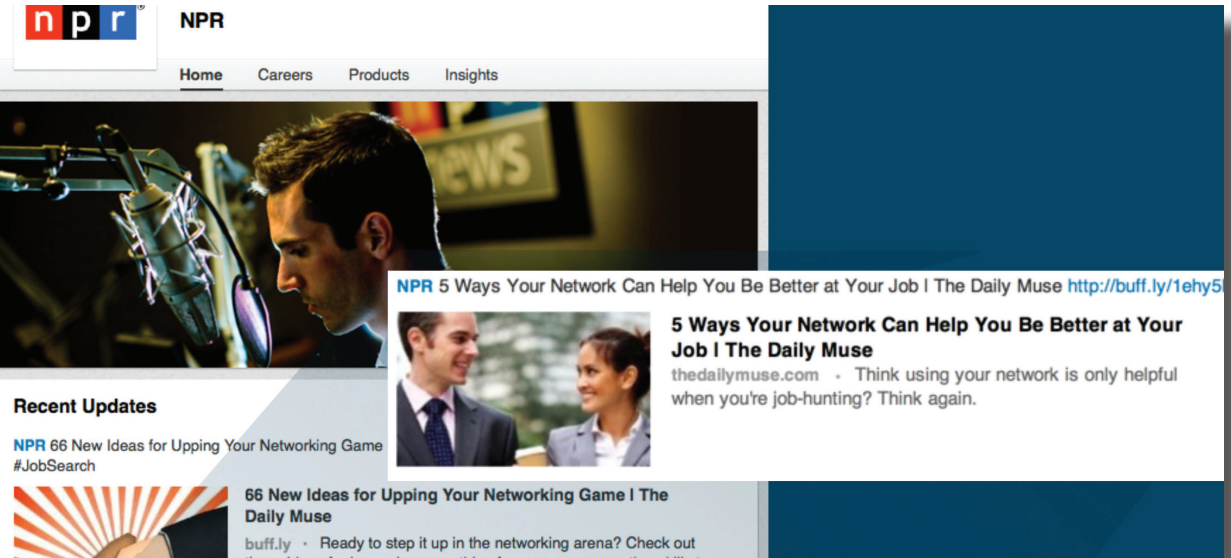 npr®
NPR
Home Careers Products Insights
news
NPR 5 Ways Your Network Can Help You Be Better at Your Job | The Daily Muse http://buff.ly/1ehy5
5 Ways Your Network Can Help You Be Better at Your
Job | The Daily Muse
thedailymuse.com · Think using your network is only helpful
when you're job-hunting? Think again.
Recent Updates
NPR 66 New Ideas for Upping Your Networking Game
#JobSearch
66 New Ideas for Upping Your Networking Game | The
Daily Muse
buff.ly · Ready to step it up in the networking arena? Check out